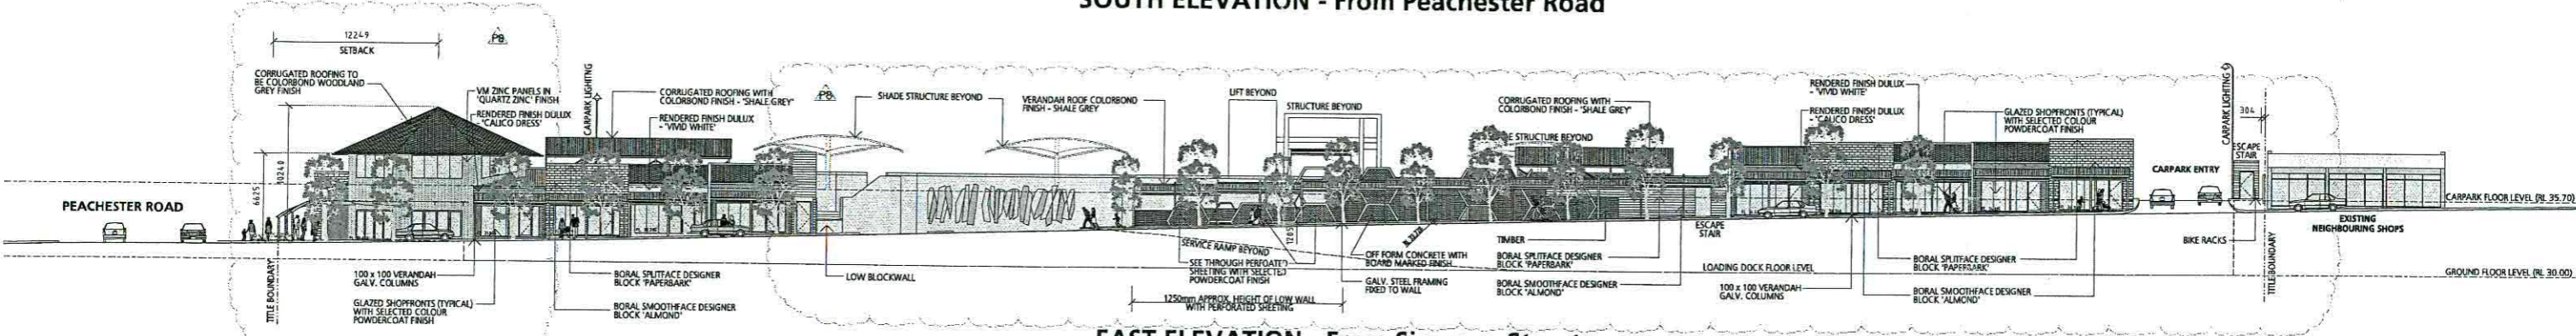 SOUTH ELEVATION - From Peachester Road
12249
SETBACK
P8
CORRUGATED ROOFING TO
BE COLORBOND WOODLAND
GREY FINISH
VM ZINC PANELS IN
'QUARTZ ZINC' FINISH
RENDERED FINISH DULUX
- 'CALICO DRESS'
CARPARK LIGHTING
CORRUGATED ROOFING WITH
COLORBOND FINISH - 'SHALE GREY'
RENDERED FINISH DULUX
- 'VIVID WHITE'
P8
SHADE STRUCTURE BEYOND
VERANDAH ROOF COLORBOND
FINISH - SHALE GREY
LIFT BEYOND
STRUCTURE BEYOND
CORRUGATED ROOFING WITH
COLORBOND FINISH - 'SHALE GREY'
STRUCTURE BEYOND
RENDERED FINISH DULUX
- 'VIVID WHITE'
RENDERED FINISH DULUX
- 'CALICO DRESS'
GLAZED SHOPFRONTS (TYPICAL)
WITH SELECTED COLOUR
POWDERCOAT FINISH
CARPARK LIGHTING
304
ESCAPE
STAIR
CARPARK ENTRY
10240
6625
PEACHESTER ROAD
CARPARK FLOOR LEVEL (RL 35.70)
EXISTING
NEIGHBOURING SHOPS
BIKE RACKS
TITLE BOUNDARY
100 x 100 VERANDAH
GALV. COLUMNS
GLAZED SHOPFRONTS (TYPICAL)
WITH SELECTED COLOUR
POWDERCOAT FINISH
BORAL SPLITFACE DESIGNER
BLOCK 'PAPERBARK'
BORAL SMOOTHFACE DESIGNER
BLOCK 'ALMOND'
LOW BLOCKWALL
SERVICE RAMP BEYOND
SEE THROUGH PERFOATED
SHEETING WITH SELECTED
POWDERCOAT FINISH
1250mm APPROX. HEIGHT OF LOW WALL
WITH PERFORATED SHEETING
OFF FORM CONCRETE WITH
BOARD MARKED FINISH
GALV. STEEL FRAMING
FIXED TO WALL
TIMBER
BORAL SPLITFACE DESIGNER
BLOCK 'PAPERBARK'
BORAL SMOOTHFACE DESIGNER
BLOCK 'ALMOND'
ESCAPE
STAIR
LOADING DOCK FLOOR LEVEL
100 x 100 VERANDAH
GALV. COLUMNS
BORAL SPLITFACE DESIGNER
BLOCK 'PAPERBARK'
BORAL SMOOTHFACE DESIGNER
BLOCK 'ALMOND'
TITLE BOUNDARY
GROUND FLOOR LEVEL (RL 30.00)
EAST ELEVATION